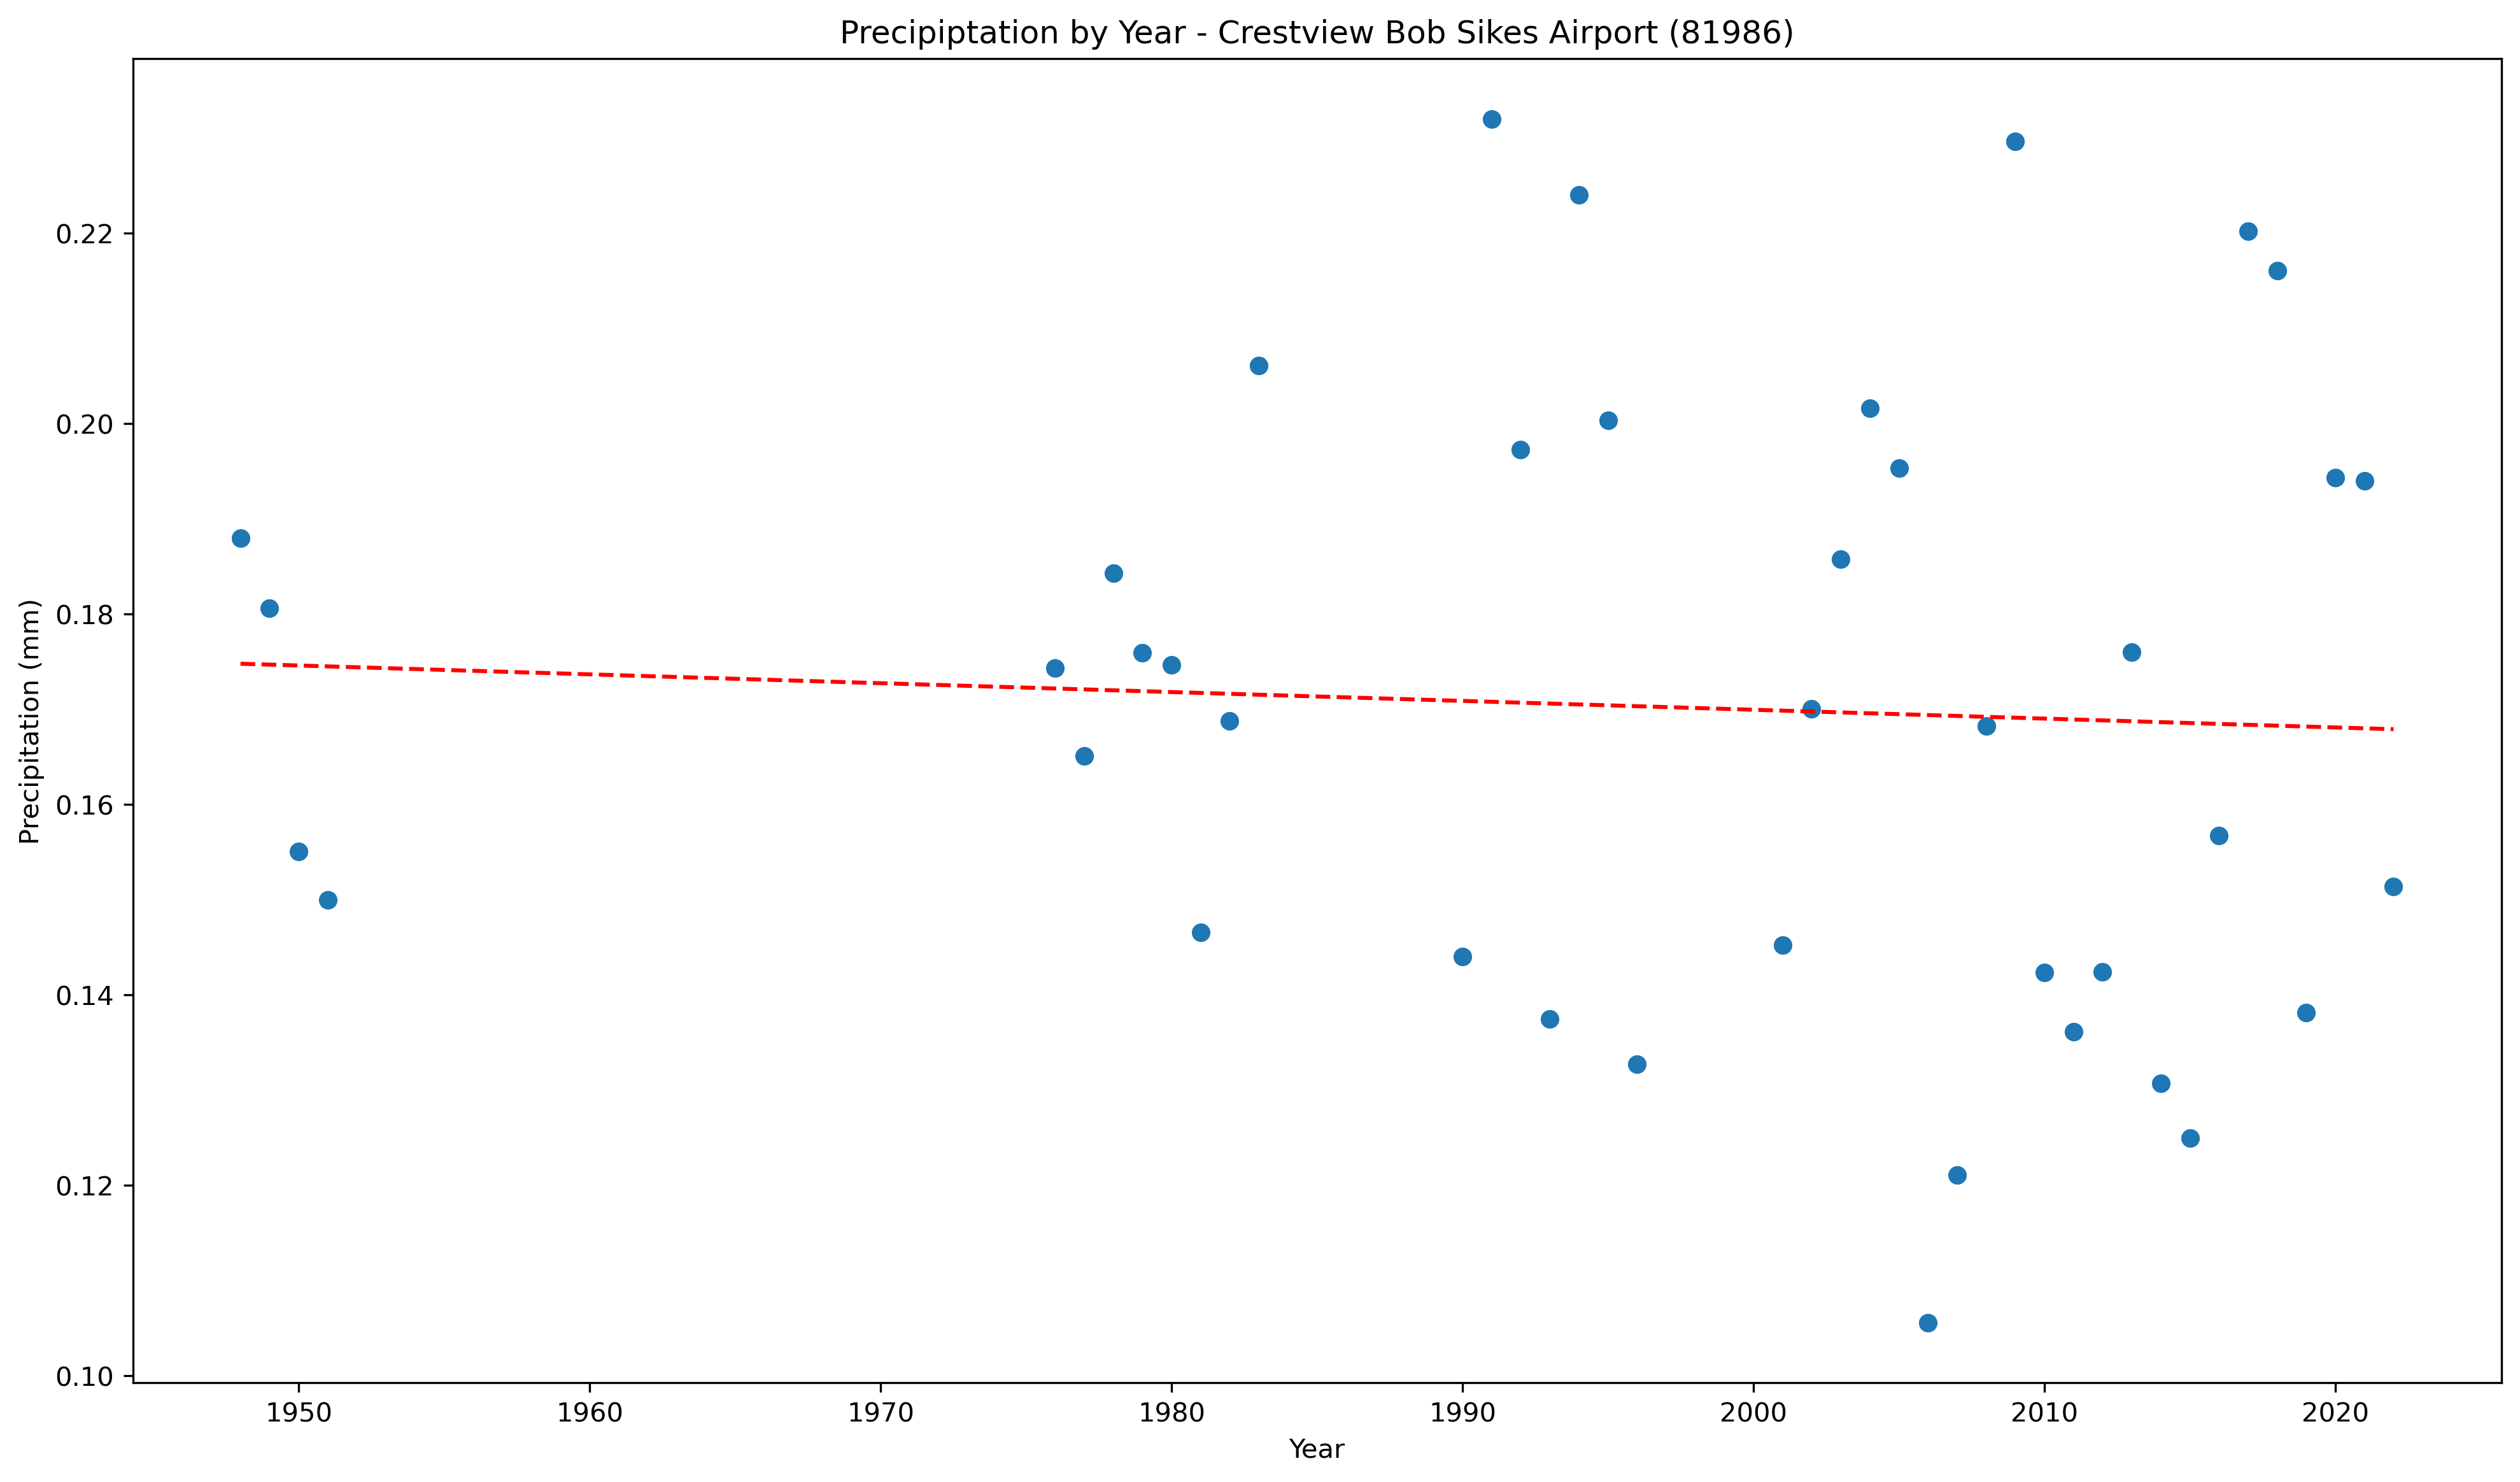 Precipiptation by Year - Crestview Bob Sikes Airport (81986)
Precipitation (mm)
0.22
0.20
0.18
0.16
0.14
0.12
0.10
1950 1960 1970 1980 1990 2000 2010 2020
Year